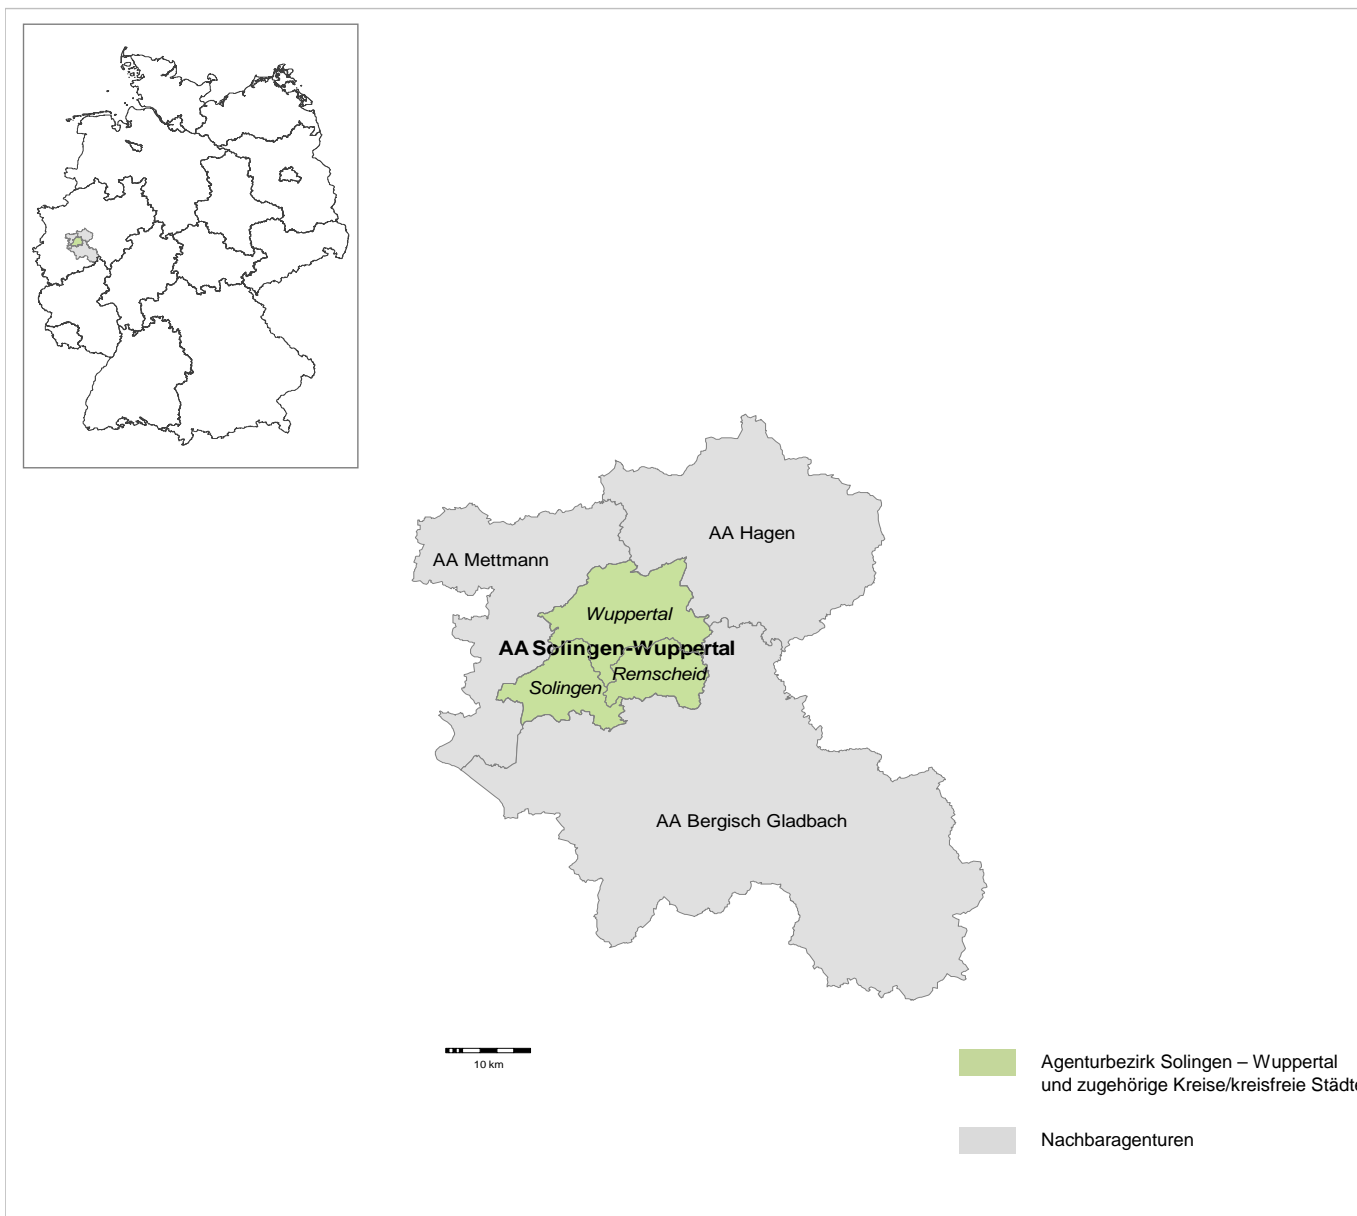 AA Hagen
AA Mettmann
Wuppertal
AA Solingen-Wuppertal
Remscheid
Solingen
AA Bergisch Gladbach
10 km
Agenturbezirk Solingen – Wuppertal
und zugehörige Kreise/kreisfreie Städte
Nachbaragenturen